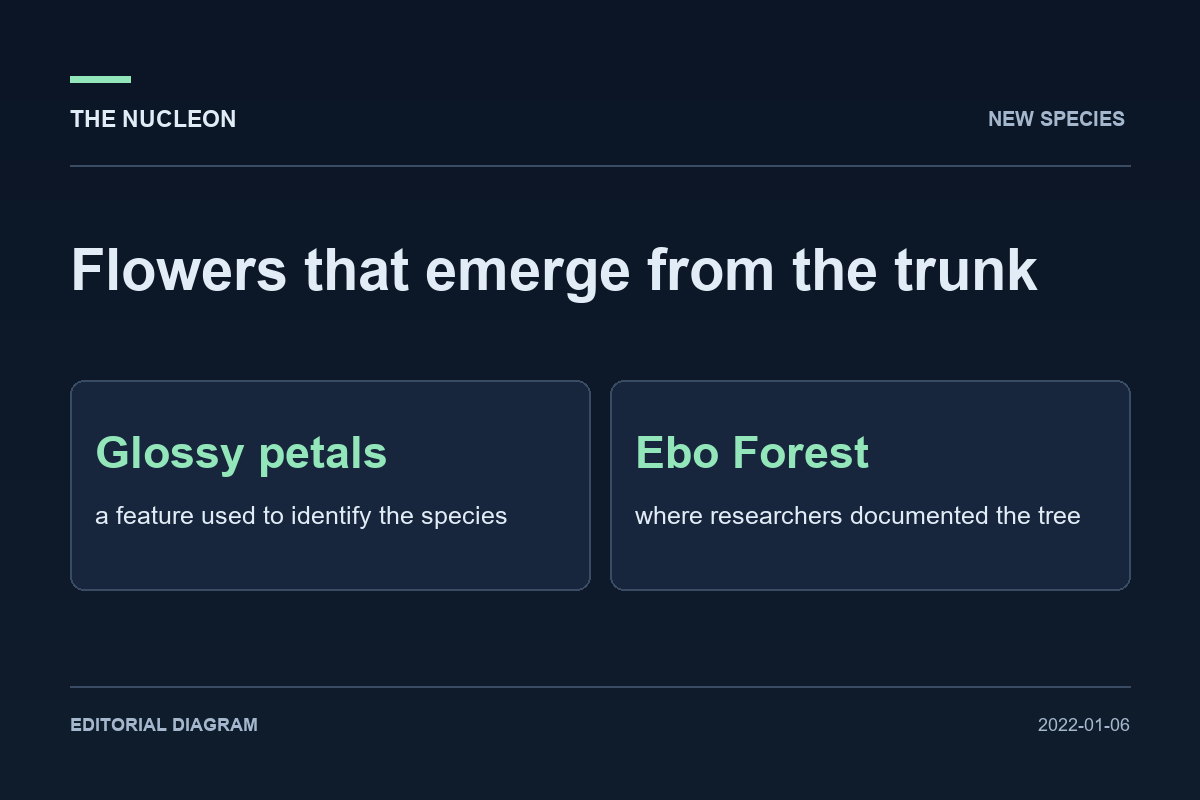 THE NUCLEON
NEW SPECIES
Flowers that emerge from the trunk
Glossy petals
a feature used to identify the species
Ebo Forest
where researchers documented the tree
EDITORIAL DIAGRAM
2022-01-06